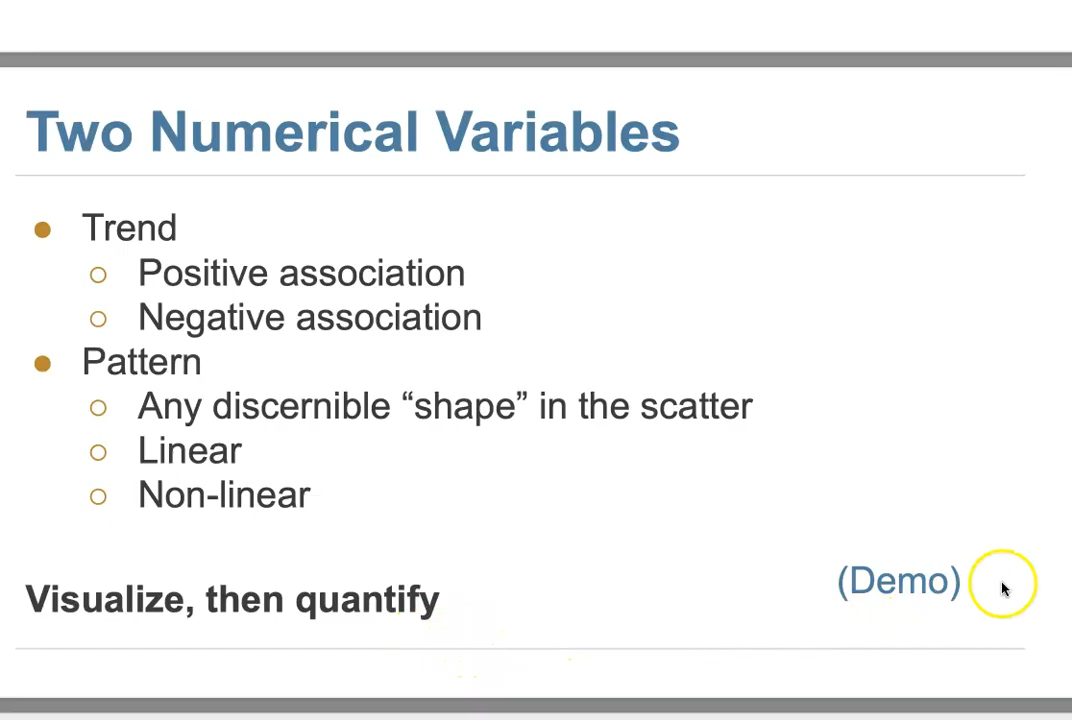 Two Numerical Variables
● Trend
○ Positive association
○ Negative association
● Pattern
○ Any discernible “shape” in the scatter
○ Linear
○ Non-linear
(Demo)
Visualize, then quantify